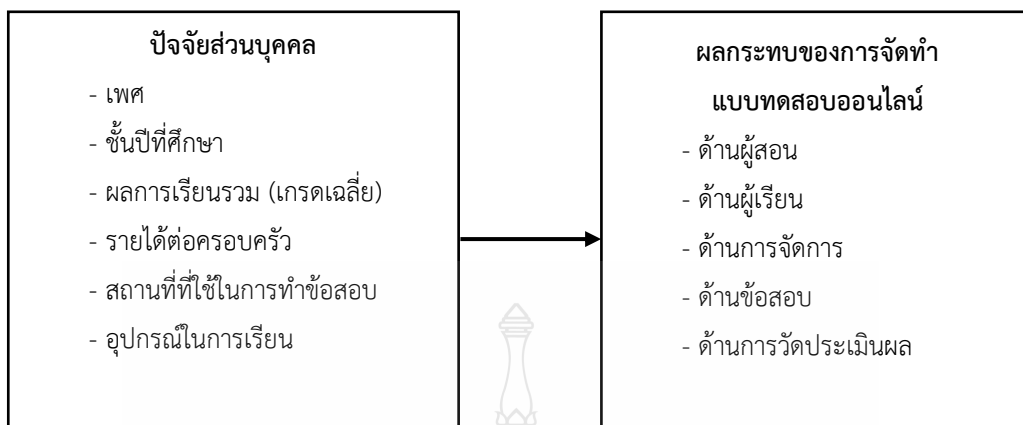 ปัจจัยส่วนบุคคล
- เพศ
- ชั้นปีที่ศึกษา
- ผลการเรียนรวม (เกรดเฉลี่ย)
- รายได้ต่อครอบครัว
- สถานที่ที่ใช้ในการทำข้อสอบ
- อุปกรณ์ในการเรียน
ผลกระทบของการจัดทำ
แบบทดสอบออนไลน์
- ด้านผู้สอน
- ด้านผู้เรียน
- ด้านการจัดการ
- ด้านข้อสอบ
- ด้านการวัดประเมินผล